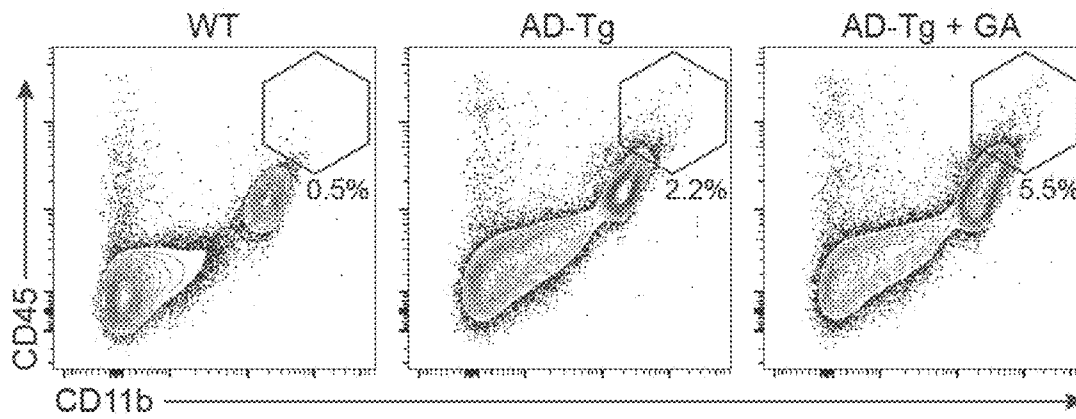 WT
AD-Tg
AD-Tg + GA
CD45
0.5%
2.2%
5.5%
CD11b